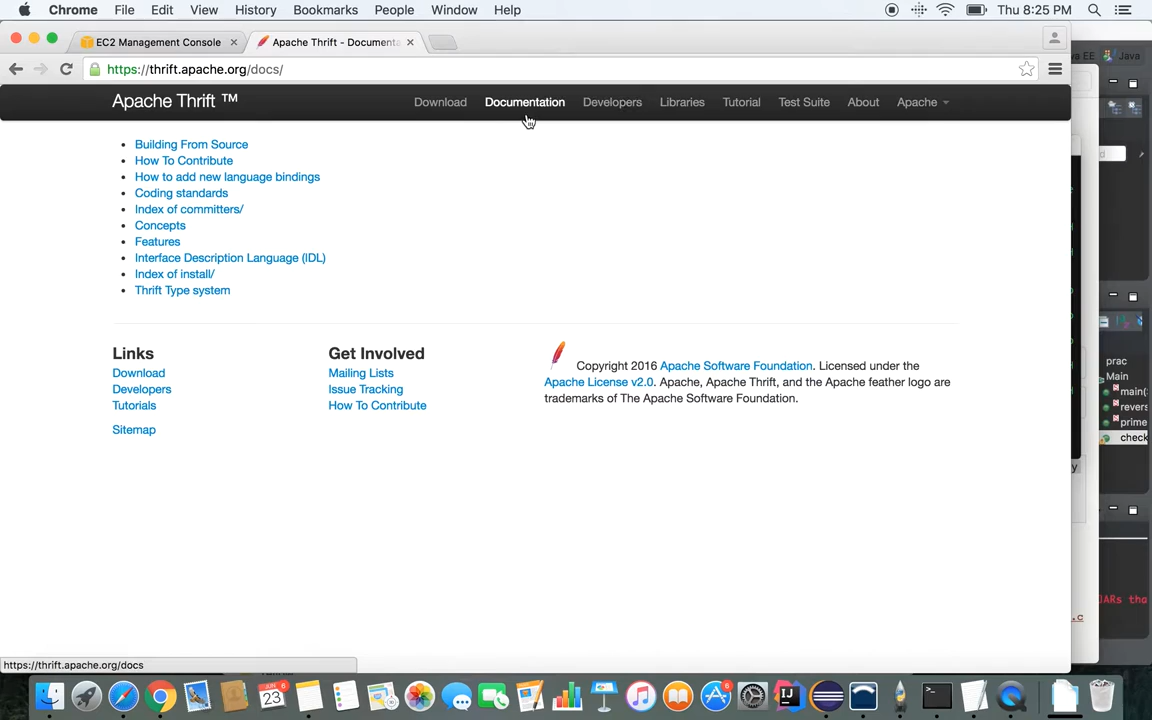 Chrome File Edit View History Bookmarks People Window Help Thu 8:25 PM
EC2 Management Console Apache Thrift - Documenta
https://thrift.apache.org/docs/
Java
Apache Thrift ™ Download Documentation Developers Libraries Tutorial Test Suite About Apache
Building From Source
How To Contribute
How to add new language bindings
Coding standards
Index of committers/
Concepts
Features
Interface Description Language (IDL)
Index of install/
Thrift Type system
Links
Download
Developers
Tutorials
Sitemap
Get Involved
Mailing Lists
Issue Tracking
How To Contribute
Copyright 2016 Apache Software Foundation. Licensed under the
Apache License v2.0. Apache, Apache Thrift, and the Apache feather logo are
trademarks of The Apache Software Foundation.
prac
Main
main(
revers
prime
check
JARs tha
https://thrift.apache.org/docs
23